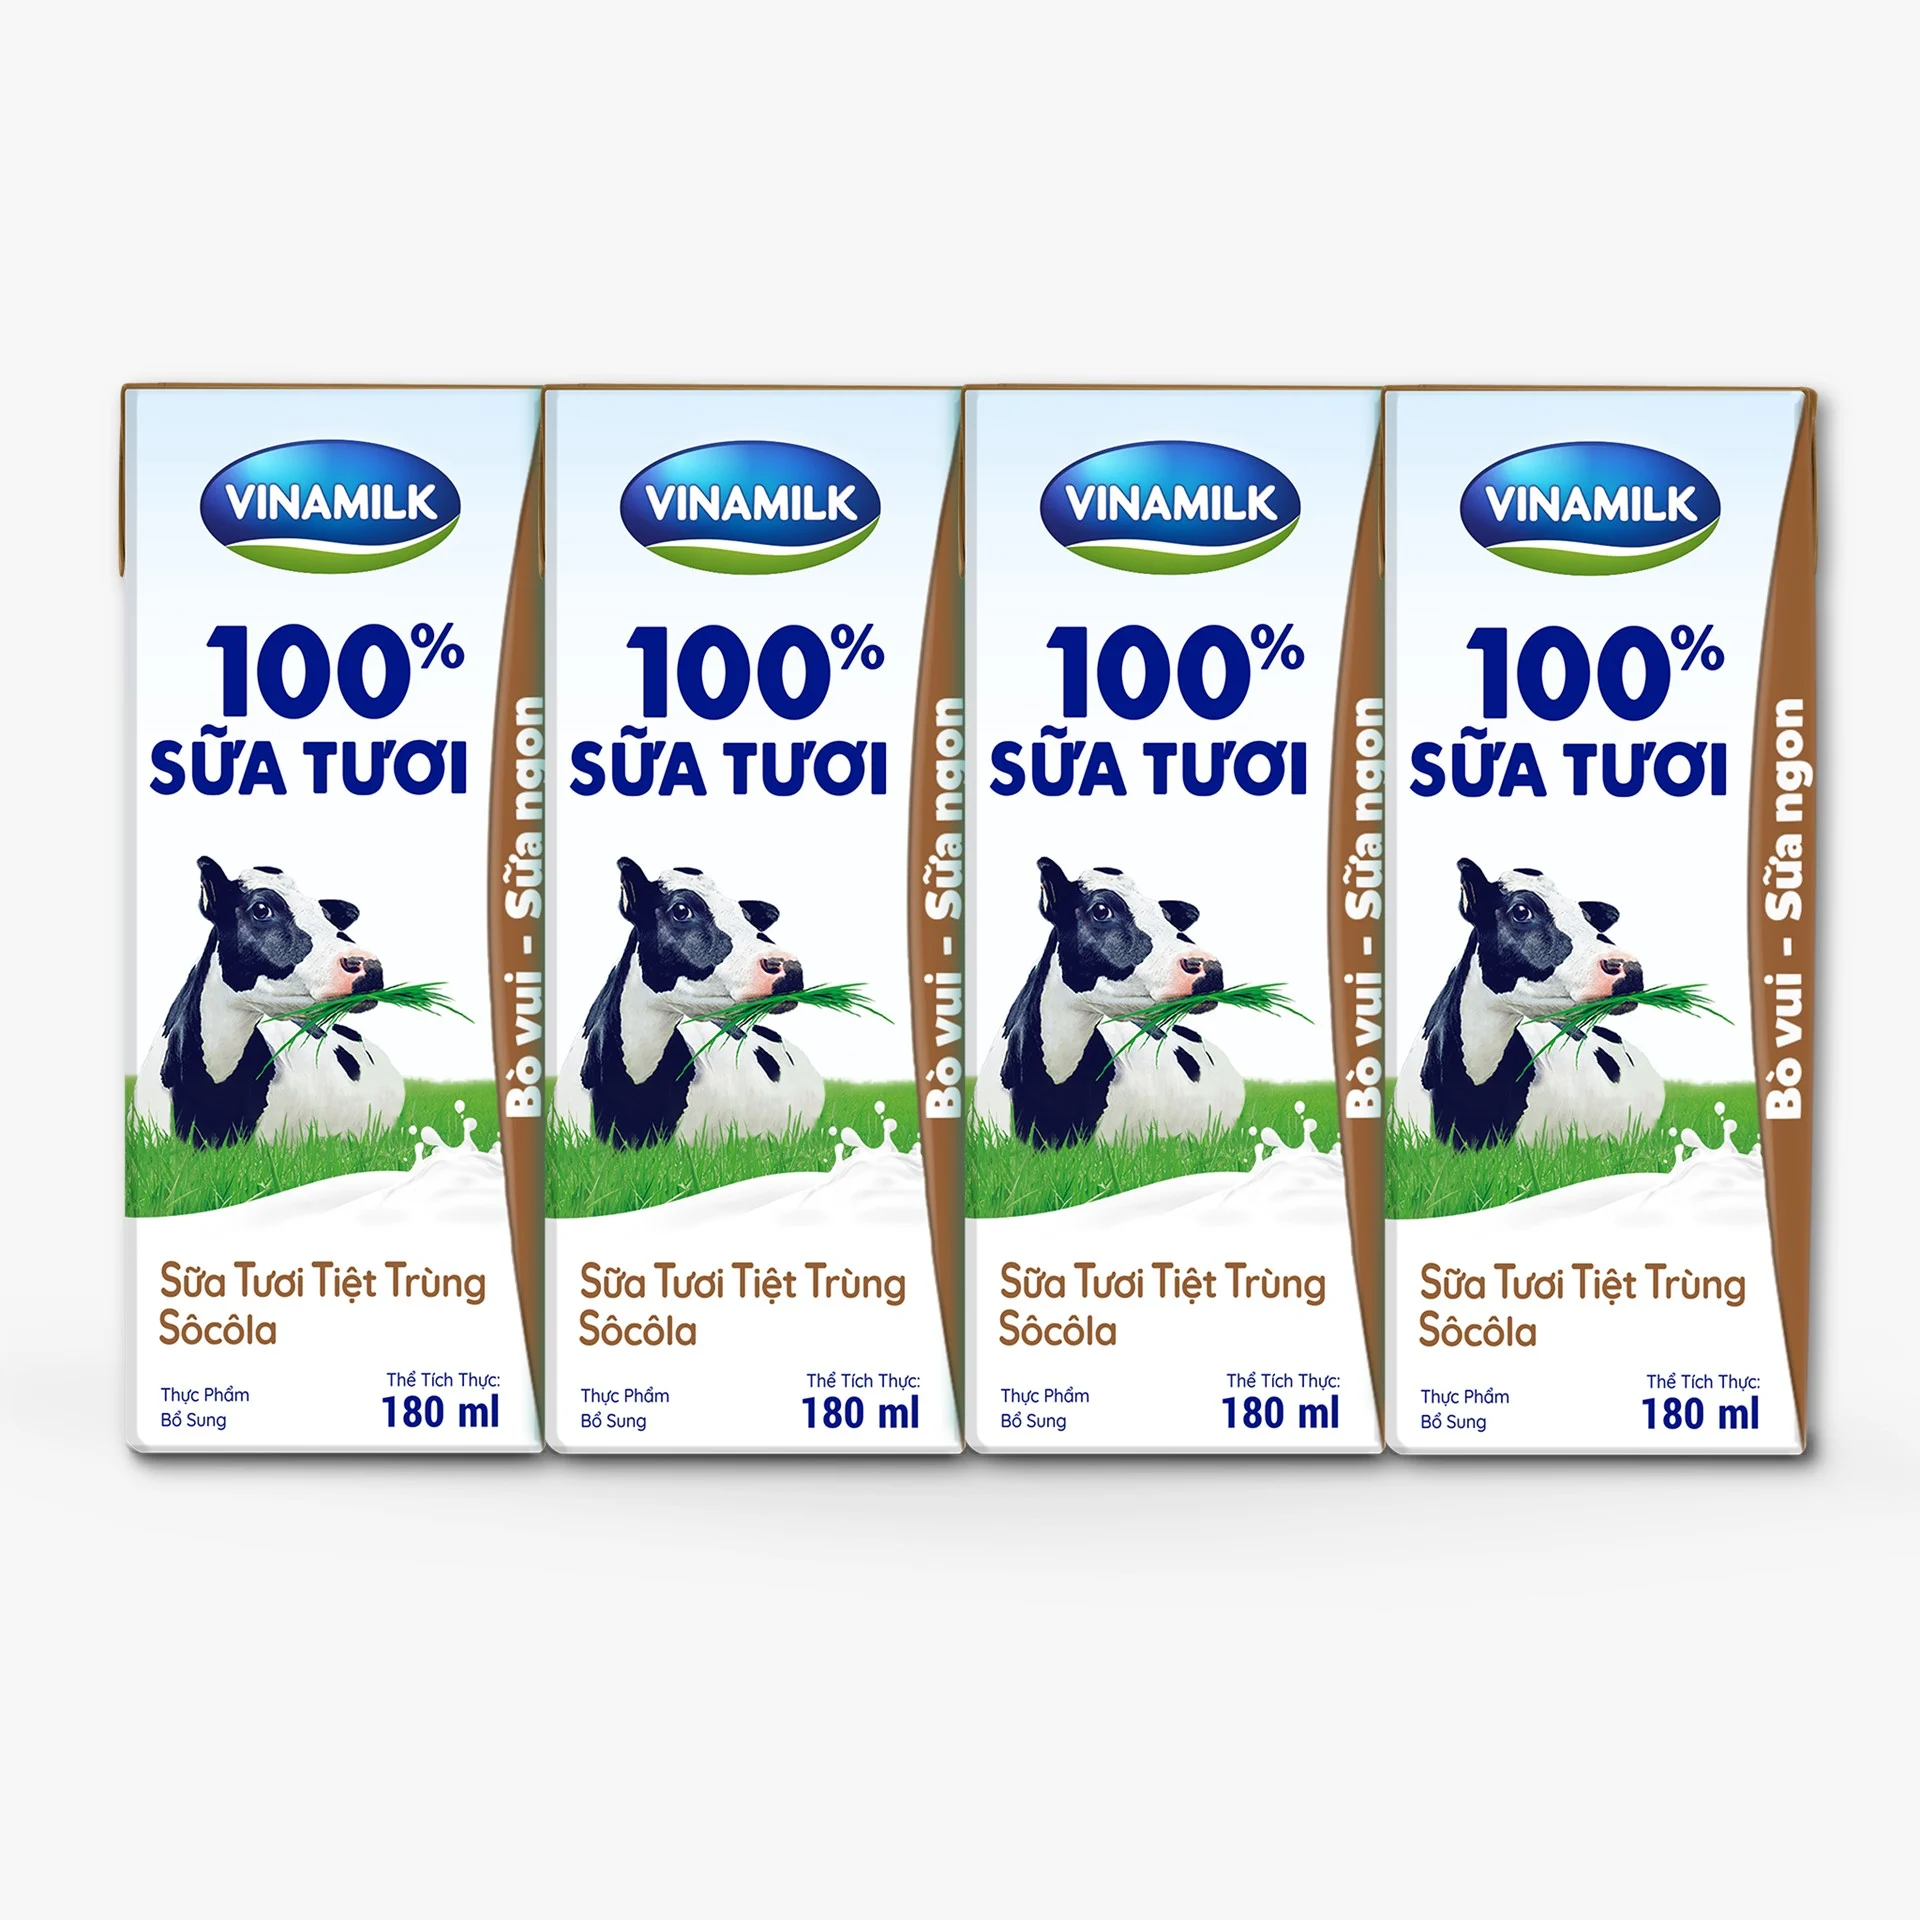 VINAMILK
100%
SỮA TƯƠI
Bò vui - Sữa ngon
Sữa Tươi Tiệt Trùng
Sôcôla
Thực Phẩm
Bổ Sung
Thể Tích Thực:
180 ml
VINAMILK
100%
SỮA TƯƠI
Bò vui - Sữa ngon
Sữa Tươi Tiệt Trùng
Sôcôla
Thực Phẩm
Bổ Sung
Thể Tích Thực:
180 ml
VINAMILK
100%
SỮA TƯƠI
Bò vui - Sữa ngon
Sữa Tươi Tiệt Trùng
Sôcôla
Thực Phẩm
Bổ Sung
Thể Tích Thực:
180 ml
VINAMILK
100%
SỮA TƯƠI
Bò vui - Sữa ngon
Sữa Tươi Tiệt Trùng
Sôcôla
Thực Phẩm
Bổ Sung
Thể Tích Thực:
180 ml